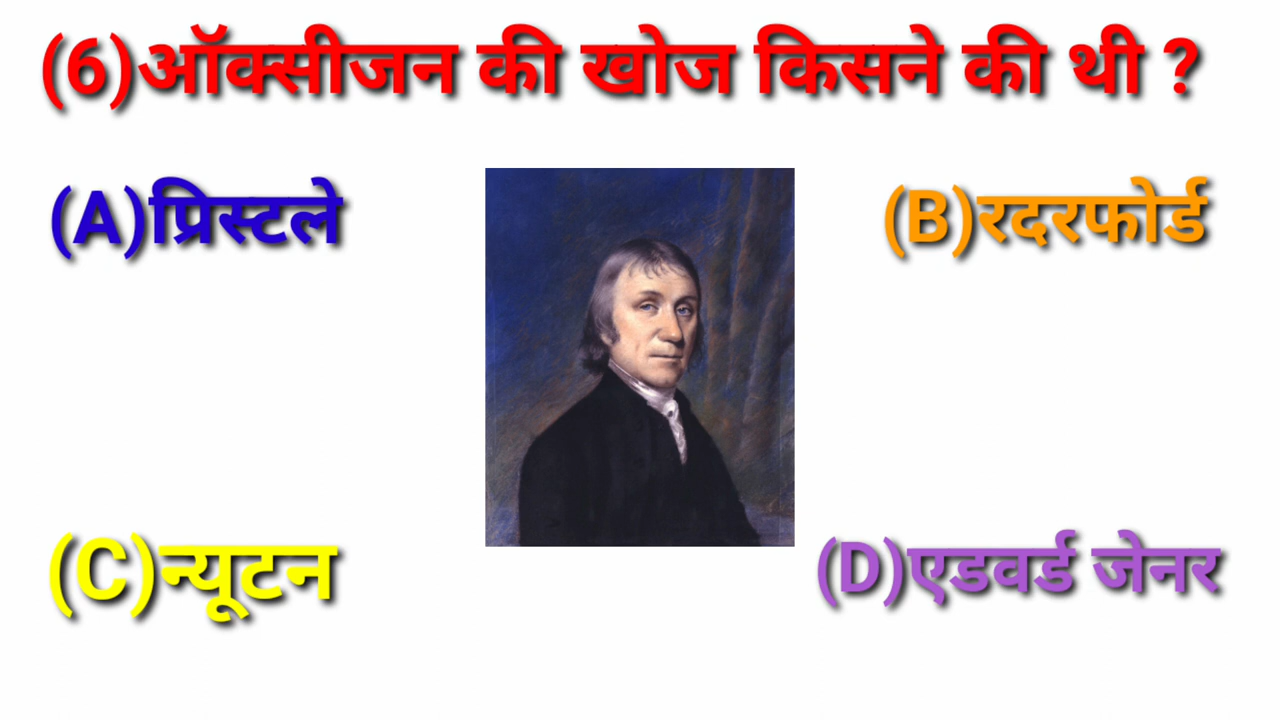 (6)ऑक्सीजन की खोज किसने की थी ?
(A)प्रिस्टले
(B)रदरफोर्ड
(C)न्यूटन
(D)एडवर्ड जेनर